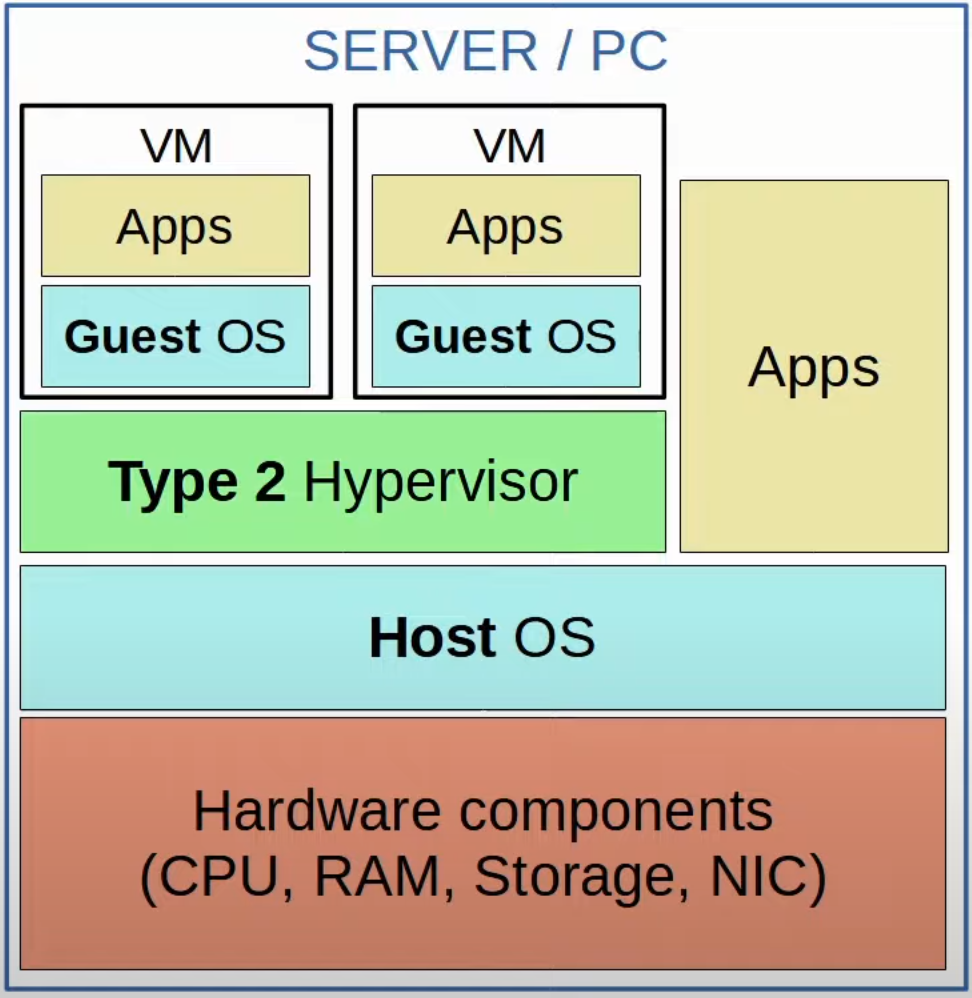 SERVER / PC
VM
Apps
Guest OS
VM
Apps
Guest OS
Apps
Type 2 Hypervisor
Host OS
Hardware components
(CPU, RAM, Storage, NIC)